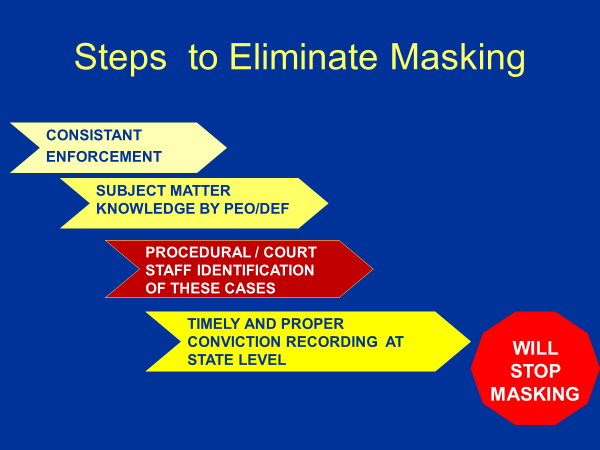 Steps  to Eliminate Masking
CONSISTANT
ENFORCEMENT
SUBJECT MATTER
KNOWLEDGE BY PEO/DEF
PROCEDURAL / COURT
STAFF IDENTIFICATION
OF THESE CASES
TIMELY AND PROPER
CONVICTION RECORDING  AT
STATE LEVEL
WILL
STOP
MASKING